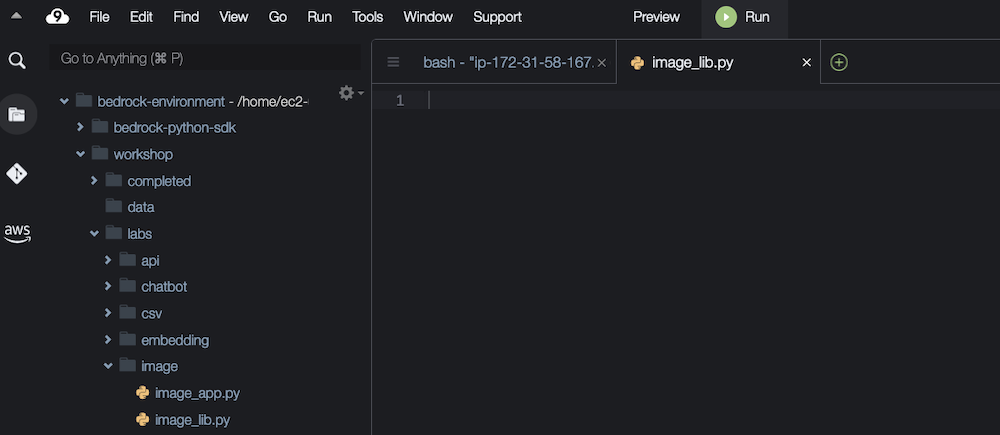 9 File Edit Find View Go Run Tools Window Support Preview Run
Go to Anything (⌘ P)
bash - "ip-172-31-58-167. × image_lib.py ×
1
bedrock-environment - /home/ec2-
bedrock-python-sdk
workshop
completed
data
aws
labs
api
chatbot
csv
embedding
image
image_app.py
image_lib.py